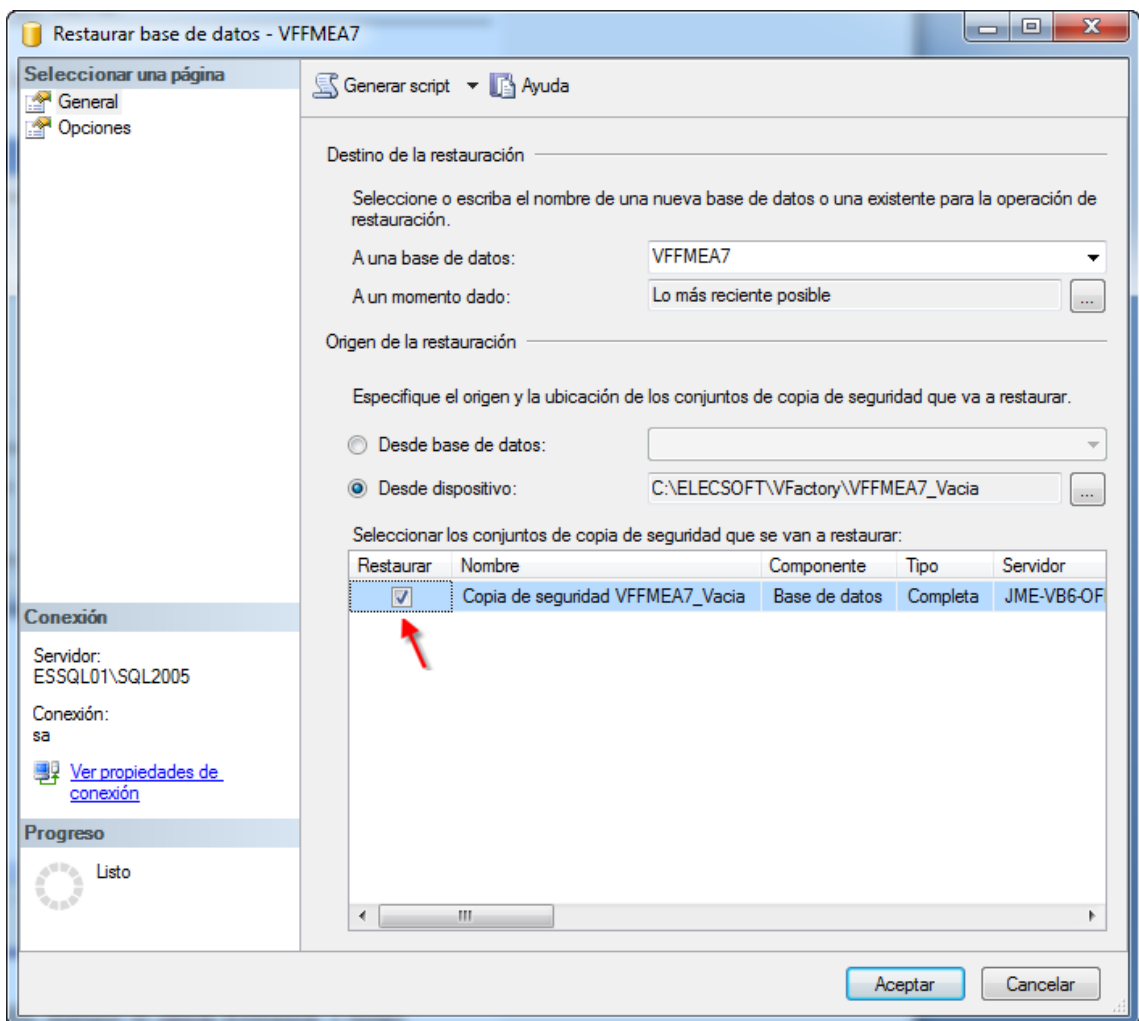 Restaurar base de datos - VFFMEA7
Seleccionar una página
General
Opciones
Generar script
Ayuda
Destino de la restauración
Seleccione o escriba el nombre de una nueva base de datos o una existente para la operación de
restauración.
A una base de datos:
VFFMEA7
A un momento dado:
Lo más reciente posible
...
Origen de la restauración
Especifique el origen y la ubicación de los conjuntos de copia de seguridad que va a restaurar.
Desde base de datos:
Desde dispositivo:
C:\ELECSOFT\VFactory\VFFMEA7_Vacia
...
Seleccionar los conjuntos de copia de seguridad que se van a restaurar:
Restaurar Nombre Componente Tipo Servidor
Copia de seguridad VFFMEA7_Vacia Base de datos Completa JME-VB6-OF
Conexión
Servidor:
ESSQL01\SQL2005
Conexión:
sa
Ver propiedades de
conexión
Progreso
Listo
Aceptar
Cancelar